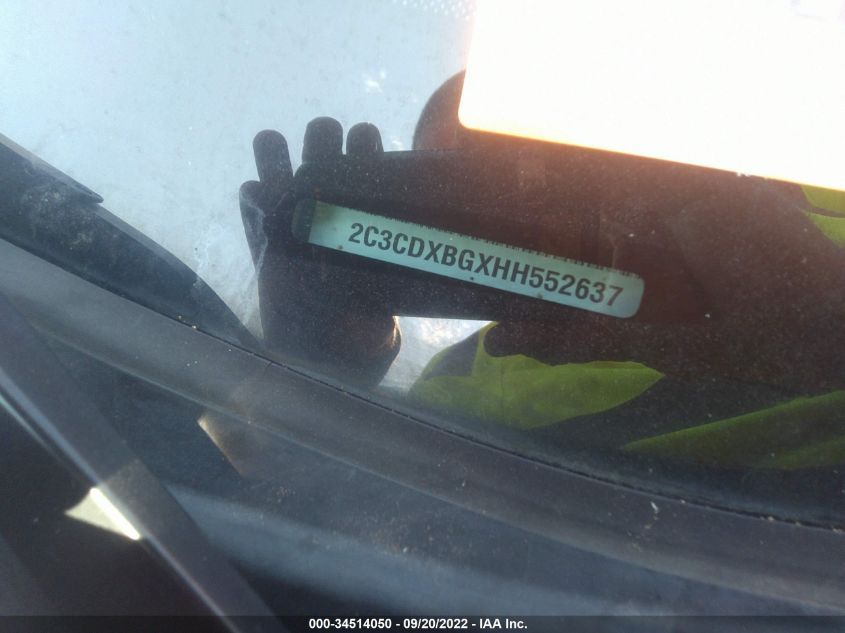 2C3CDXBGXHH552637
000-34514050 - 09/20/2022 - IAA Inc.